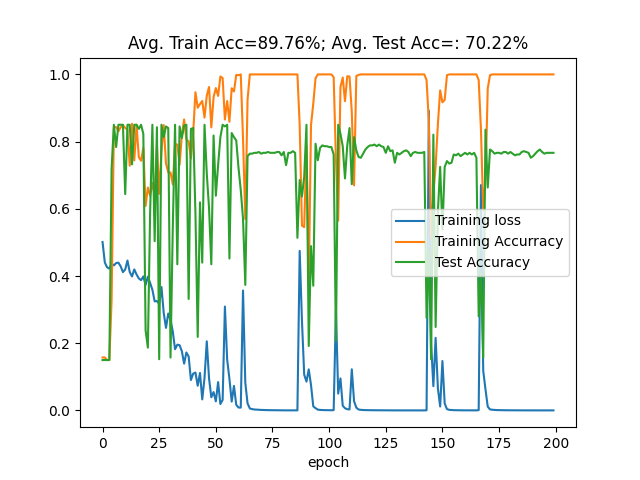 Avg. Train Acc=89.76%; Avg. Test Acc=: 70.22%
1.0
0.8
0.6
0.4
0.2
0.0
Training loss
Training Accurracy
Test Accuracy
0 25 50 75 100 125 150 175 200
epoch